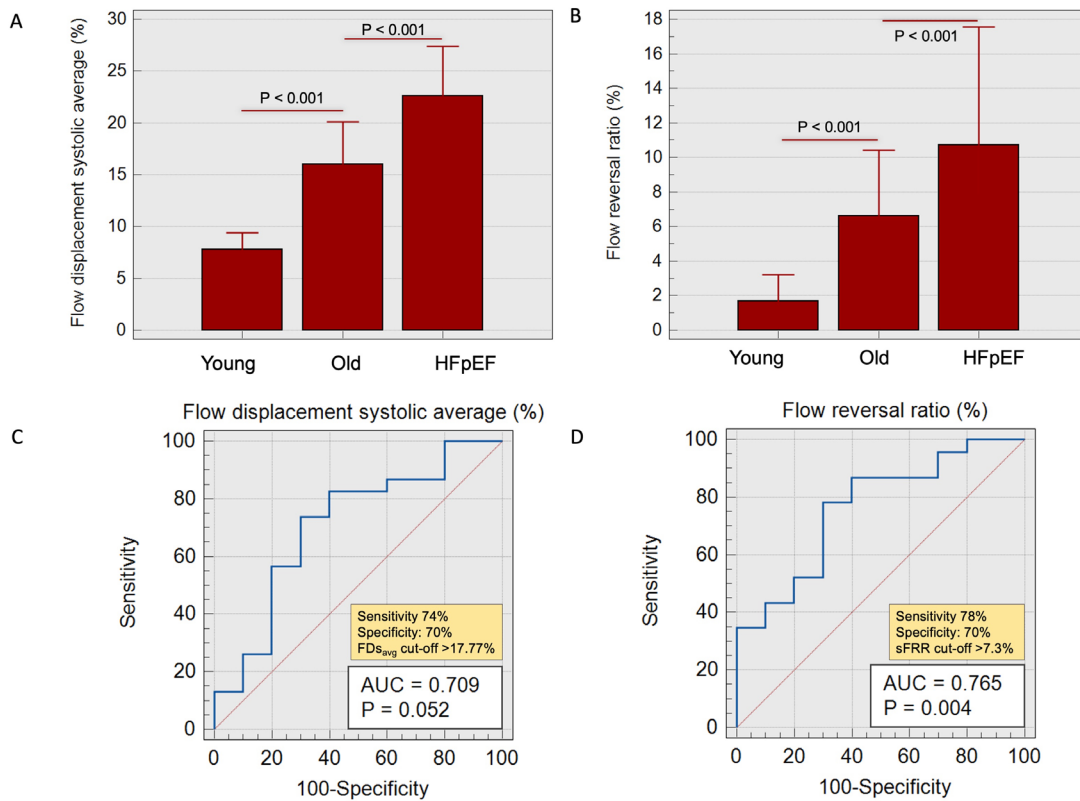 A
Flow displacement systolic average (%)
30
25
20
15
10
5
0
P < 0.001
P < 0.001
Young
Old
HFpEF
B
Flow reversal ratio (%)
18
16
14
12
10
8
6
4
2
0
P < 0.001
P < 0.001
Young
Old
HFpEF
C
Flow displacement systolic average (%)
Sensitivity
100
80
60
40
20
0
Sensitivity 74%
Specificity: 70%
FDsavg cut-off >17.77%
AUC = 0.709
P = 0.052
0 20 40 60 80 100
100-Specificity
D
Flow reversal ratio (%)
Sensitivity
100
80
60
40
20
0
Sensitivity 78%
Specificity: 70%
sFRR cut-off >7.3%
AUC = 0.765
P = 0.004
0 20 40 60 80 100
100-Specificity